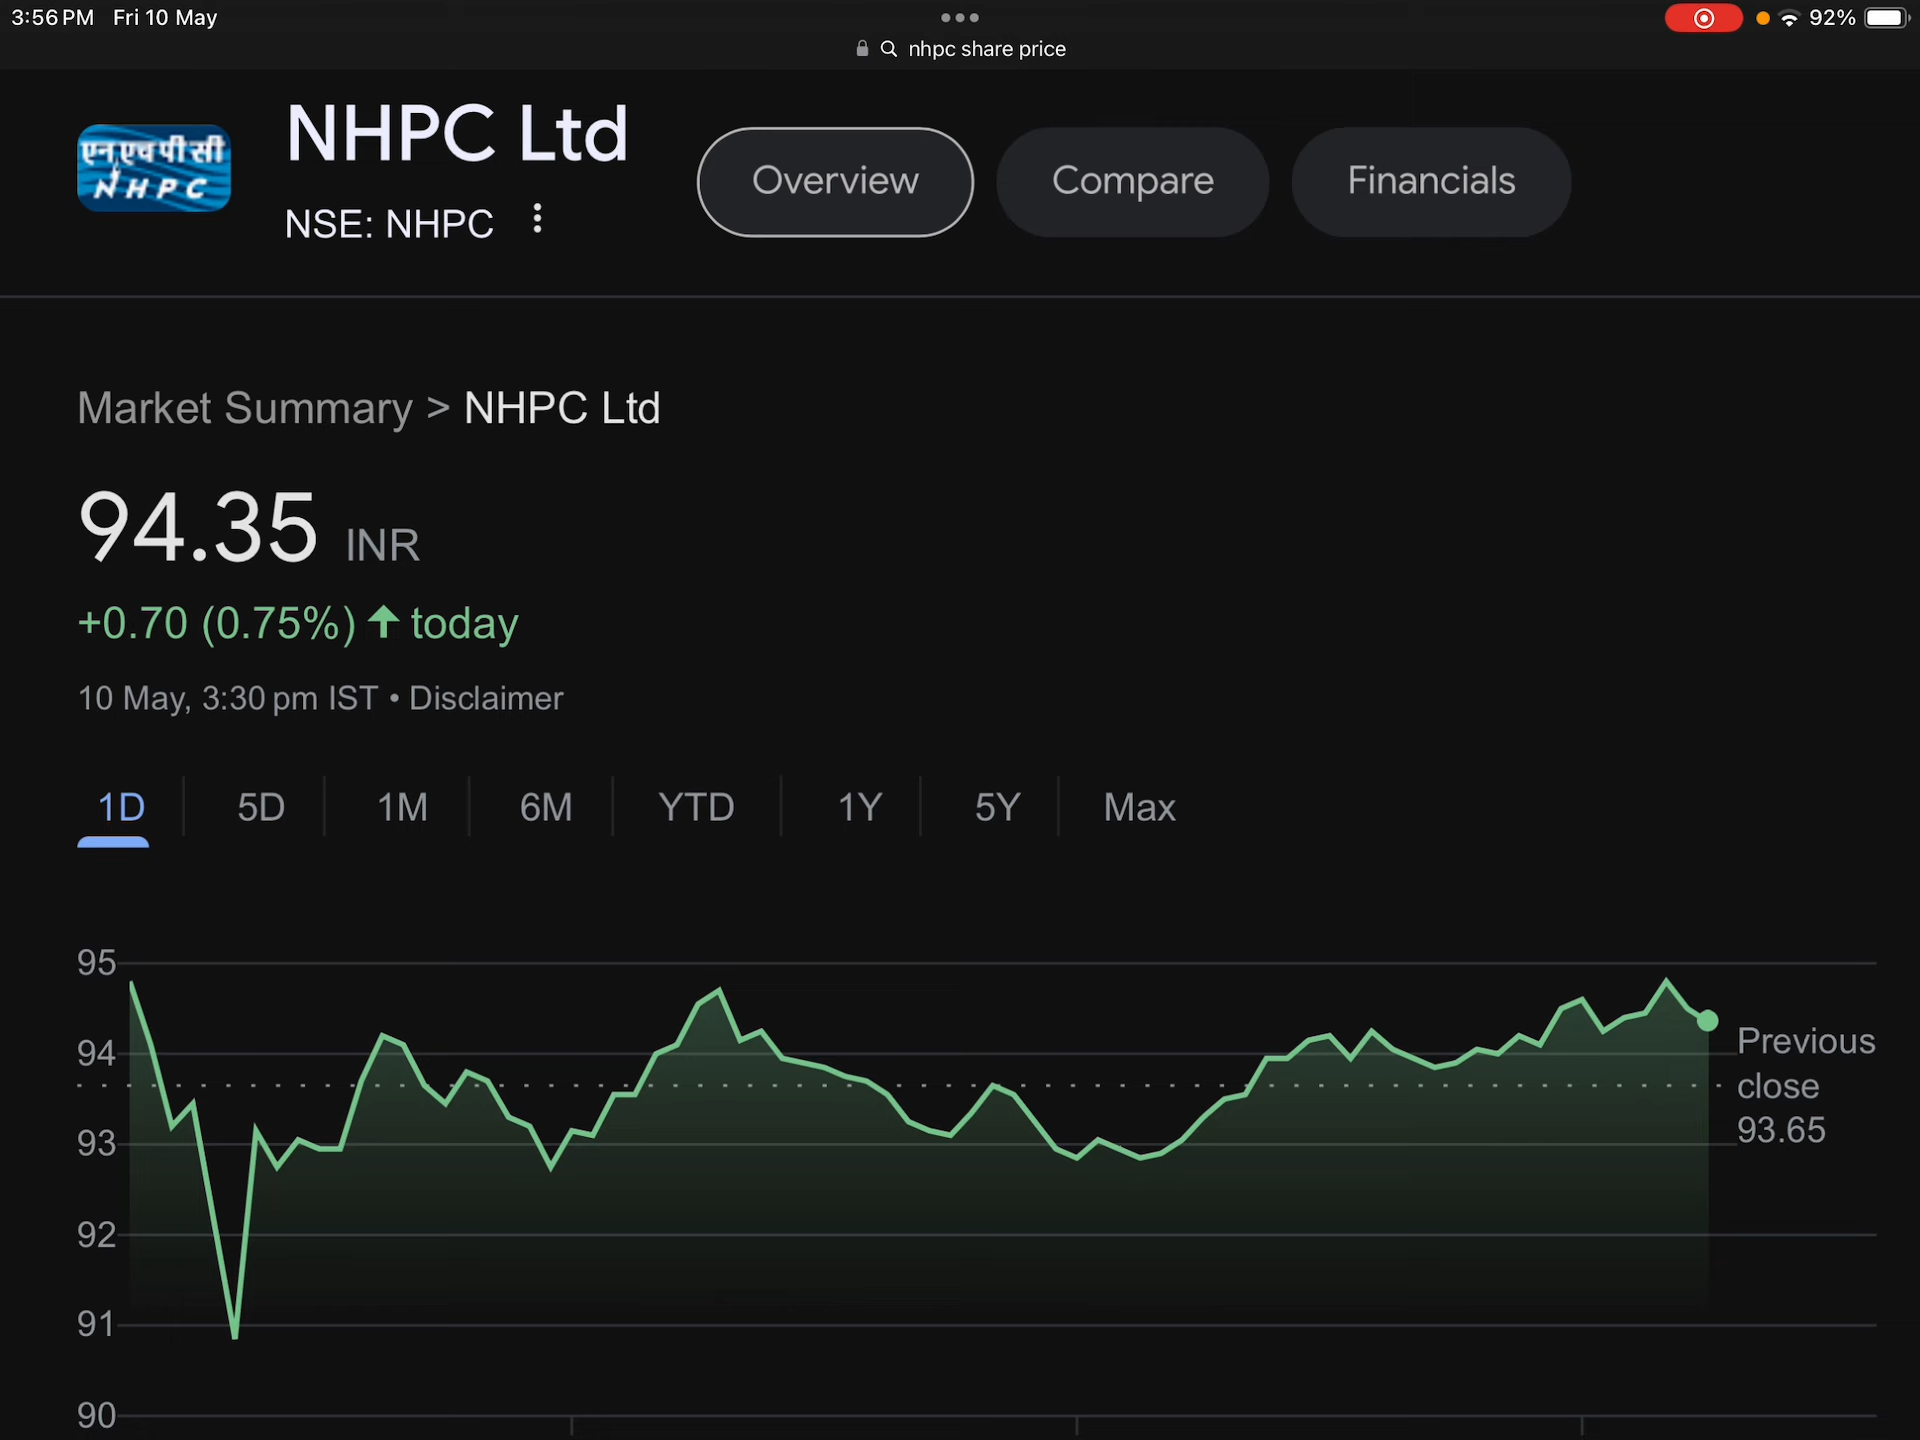 3:56 PM Fri 10 May
92%
nhpc share price
एन एच पी सी
NHPC
NHPC Ltd
NSE: NHPC
Overview
Compare
Financials
Market Summary > NHPC Ltd
94.35 INR
+0.70 (0.75%) ↑ today
10 May, 3:30 pm IST • Disclaimer
1D 5D 1M 6M YTD 1Y 5Y Max
95
94
93
92
91
90
Previous
close
93.65